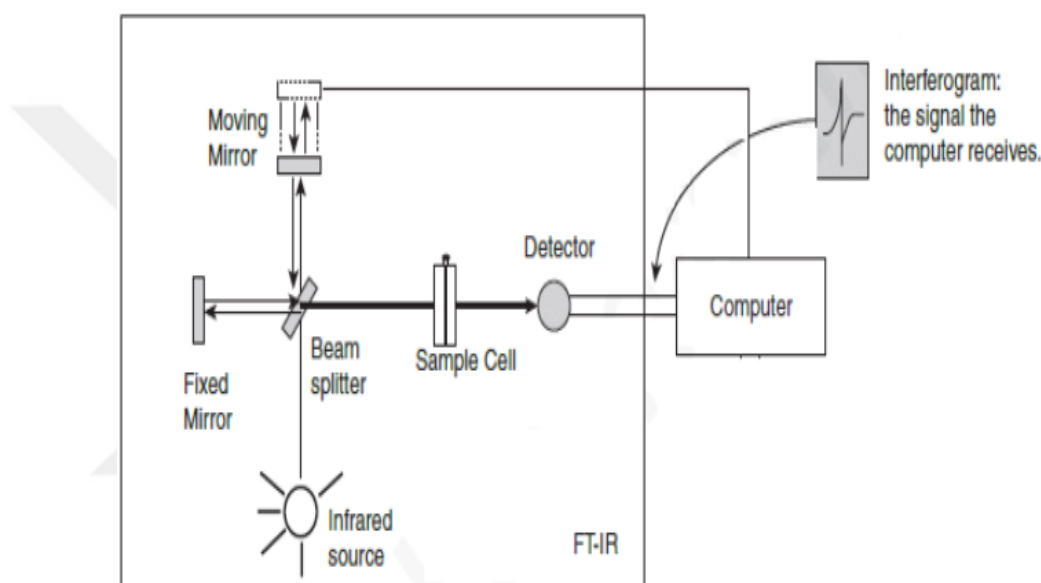 Moving
Mirror
Interferogram:
the signal the
computer receives.
Detector
Computer
Sample Cell
Beam
splitter
Fixed
Mirror
Infrared
source
FT-IR